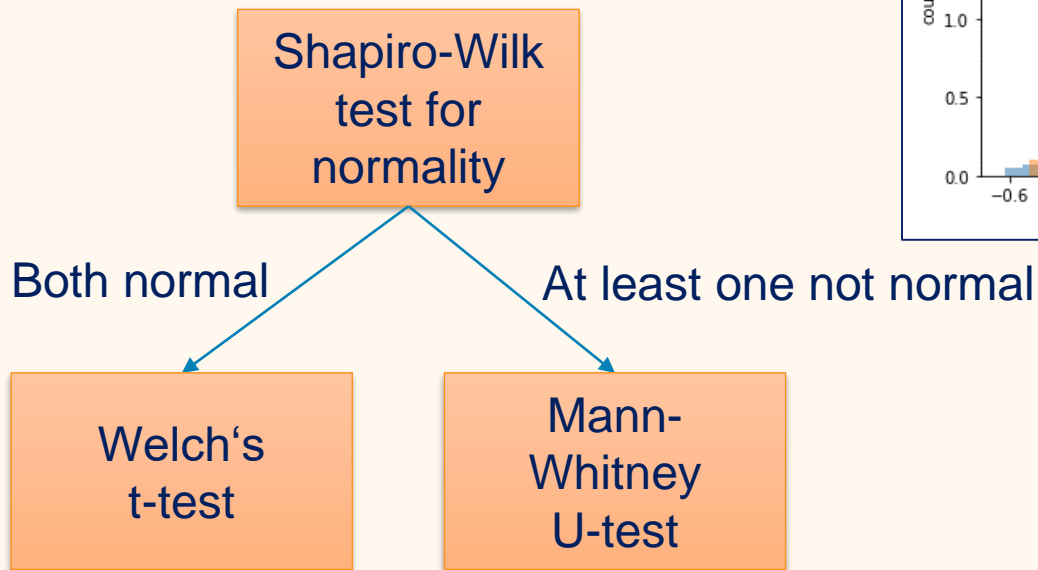 Shapiro-Wilk
test for
normality
1.0
0.5
0.0
−0.6
Both normal
At least one not normal
Welch‘s
t-test
Mann-
Whitney
U-test